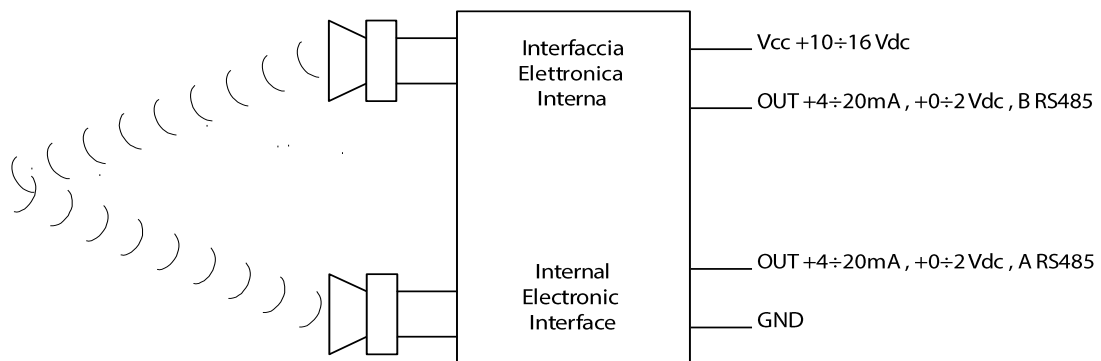 Interfaccia
Elettronica
Interna
Vcc +10÷16 Vdc
OUT +4÷20mA , +0÷2 Vdc , B RS485
Internal
Electronic
Interface
OUT +4÷20mA , +0÷2 Vdc , A RS485
GND